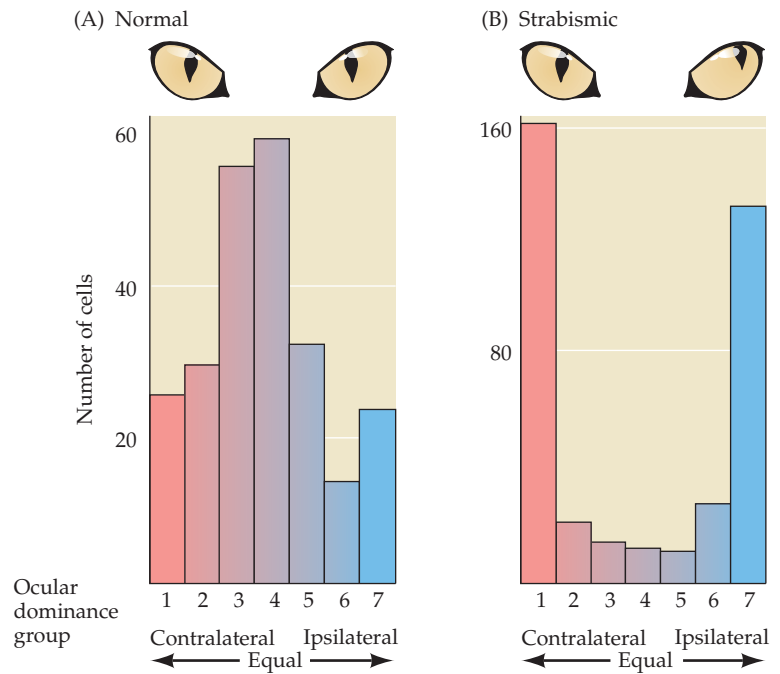 (A) Normal
(B) Strabismic
60
40
20
Number of cells
160
80
Ocular dominance group
1 2 3 4 5 6 7
1 2 3 4 5 6 7
Contralateral Ipsilateral
Equal
Contralateral Ipsilateral
Equal